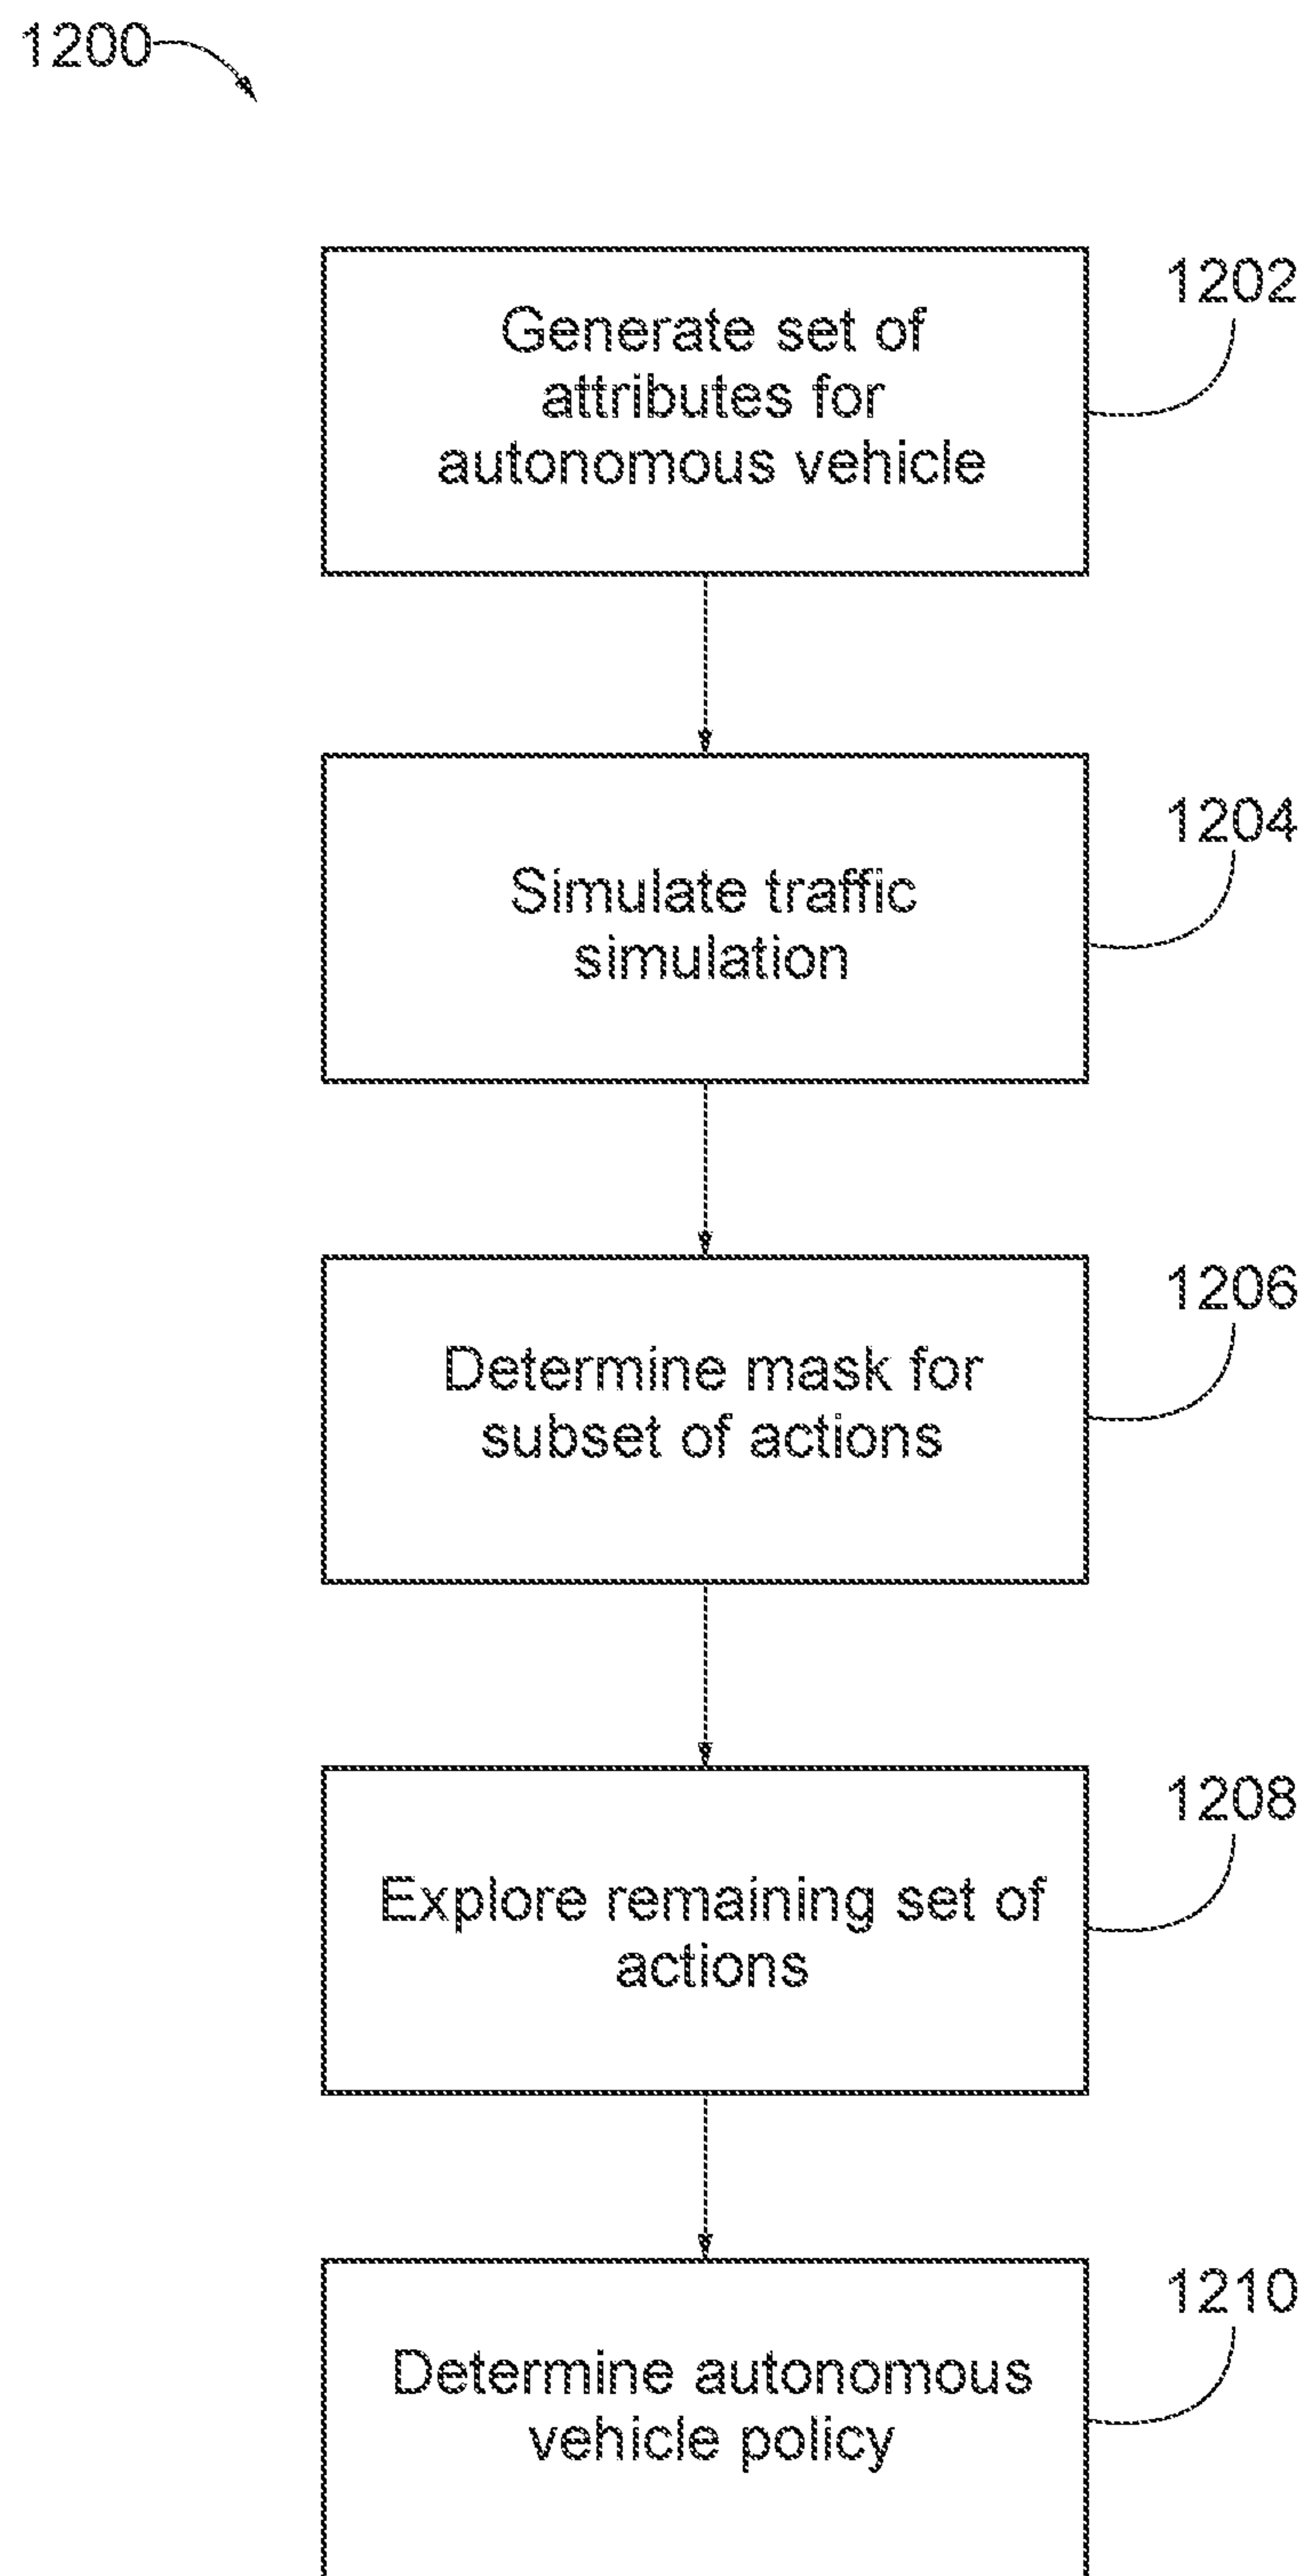 1200
1202
Generate set of
attributes for
autonomous vehicle
1204
Simulate traffic
simulation
1206
Determine mask for
subset of actions
1208
Explore remaining set of
actions
1210
Determine autonomous
vehicle policy